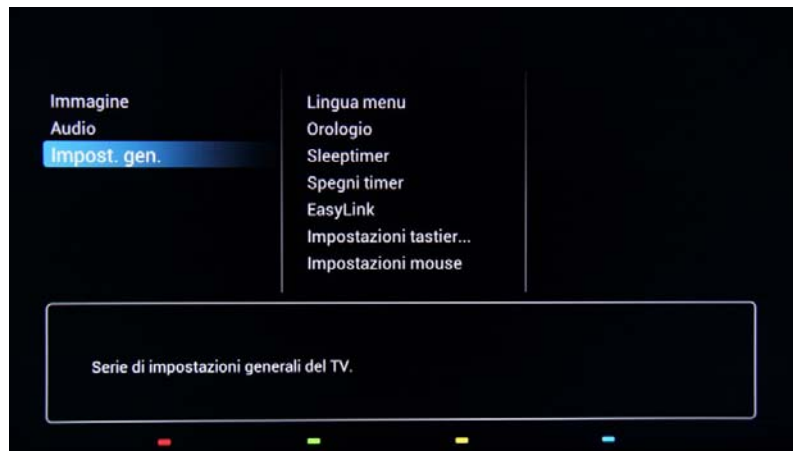 Immagine
Audio
Impost. gen.
Lingua menu
Orologio
Sleeptimer
Spegni timer
EasyLink
Impostazioni tastier...
Impostazioni mouse
Serie di impostazioni generali del TV.